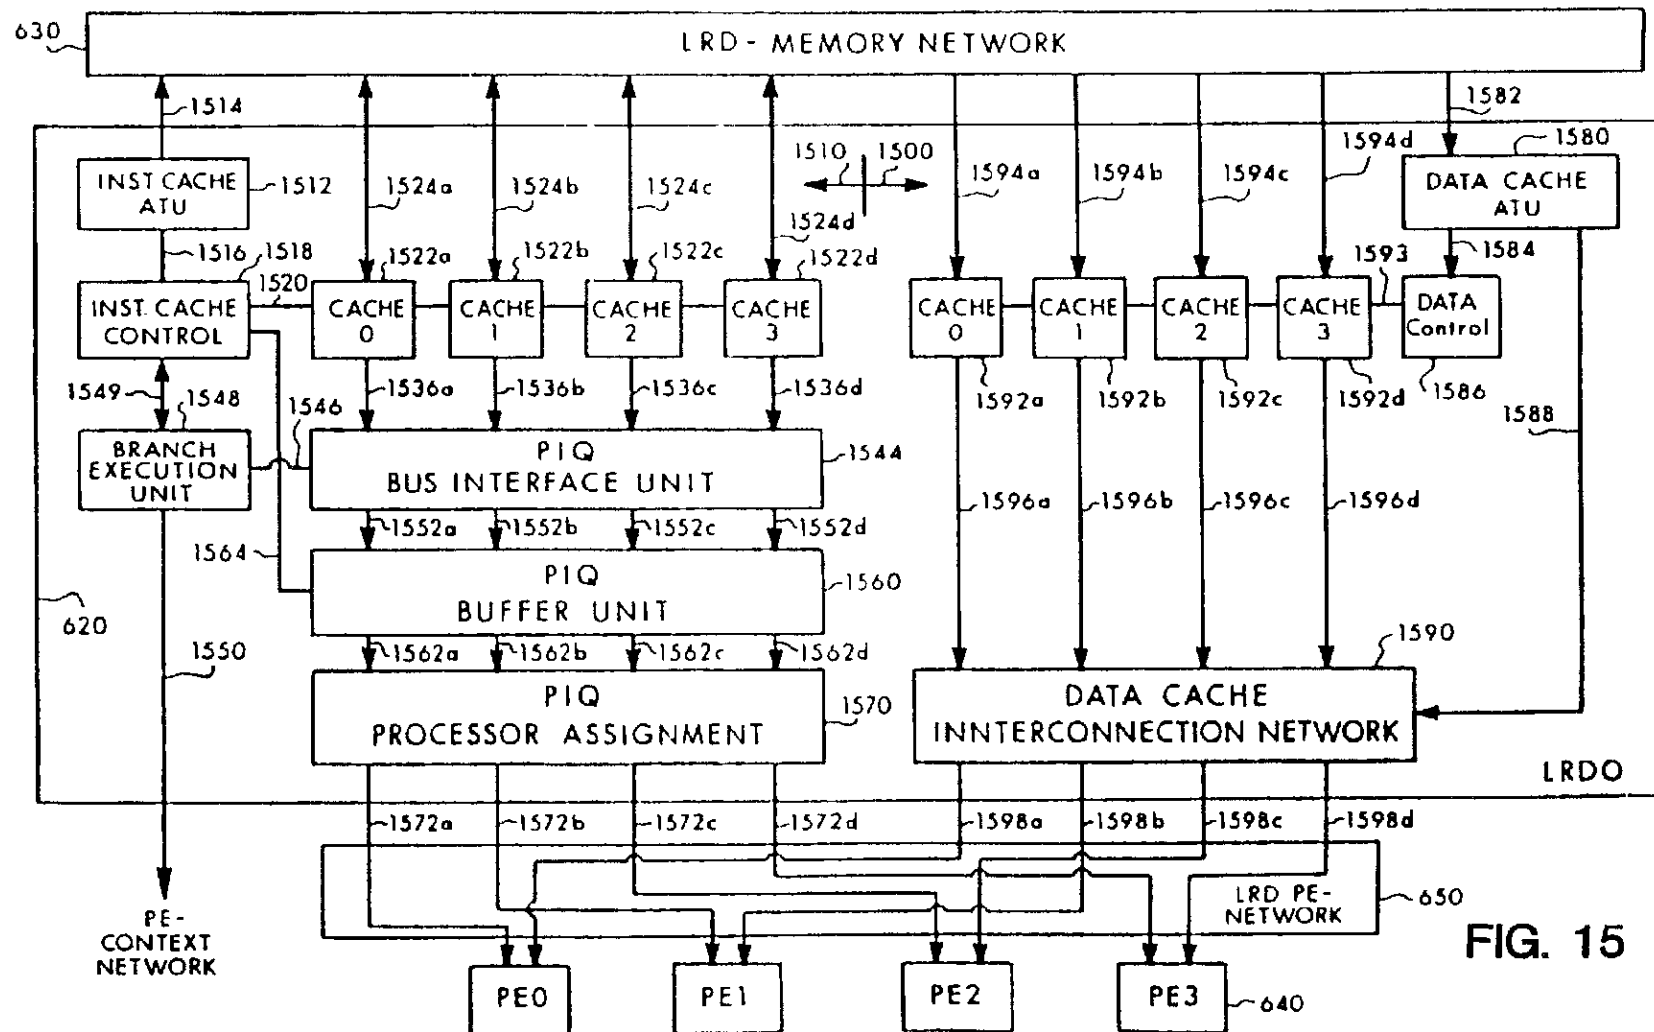 630
LRD - MEMORY NETWORK
1514
1582
1510
1500
1594d
1580
INST CACHE
ATU
1512
1524a
1524b
1524c
1524d
1594a
1594b
1594c
DATA CACHE
ATU
1516
1518
1520
1522a
1522b
1522c
1522d
1593
1584
INST. CACHE
CONTROL
CACHE
0
CACHE
1
CACHE
2
CACHE
3
CACHE
0
CACHE
1
CACHE
2
CACHE
3
DATA
Control
1549
1548
1546
1536a
1536b
1536c
1536d
1592a
1592b
1592c
1592d
1586
1588
BRANCH
EXECUTION
UNIT
PIQ
BUS INTERFACE UNIT
1544
1596a
1596b
1596c
1596d
1552a
1552b
1552c
1552d
1564
PIQ
BUFFER UNIT
1560
620
1550
1562a
1562b
1562c
1562d
1590
PIQ
PROCESSOR ASSIGNMENT
1570
DATA CACHE
INNTERCONNECTION NETWORK
LRDO
1572a
1572b
1572c
1572d
1598a
1598b
1598c
1598d
LRD PE-
NETWORK
650
PE-
CONTEXT
NETWORK
FIG. 15
PE0
PE1
PE2
PE3
640